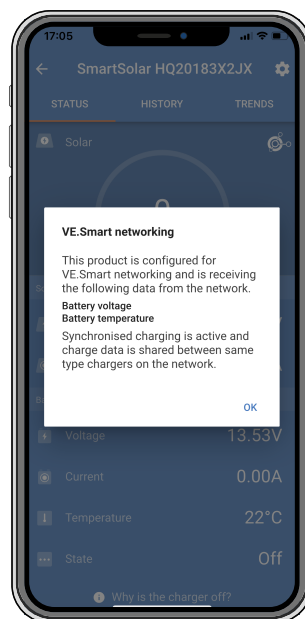 17:05
SmartSolar HQ20183X2JX
STATUS HISTORY TRENDS
Solar
VE.Smart networking
This product is configured for
VE.Smart networking and is receiving
the following data from the network.
Battery voltage
Battery temperature
Synchronised charging is active and
charge data is shared between same
type chargers on the network.
OK
Voltage 13.53V
Current 0.00A
Temperature 22°C
State Off
Why is the charger off?